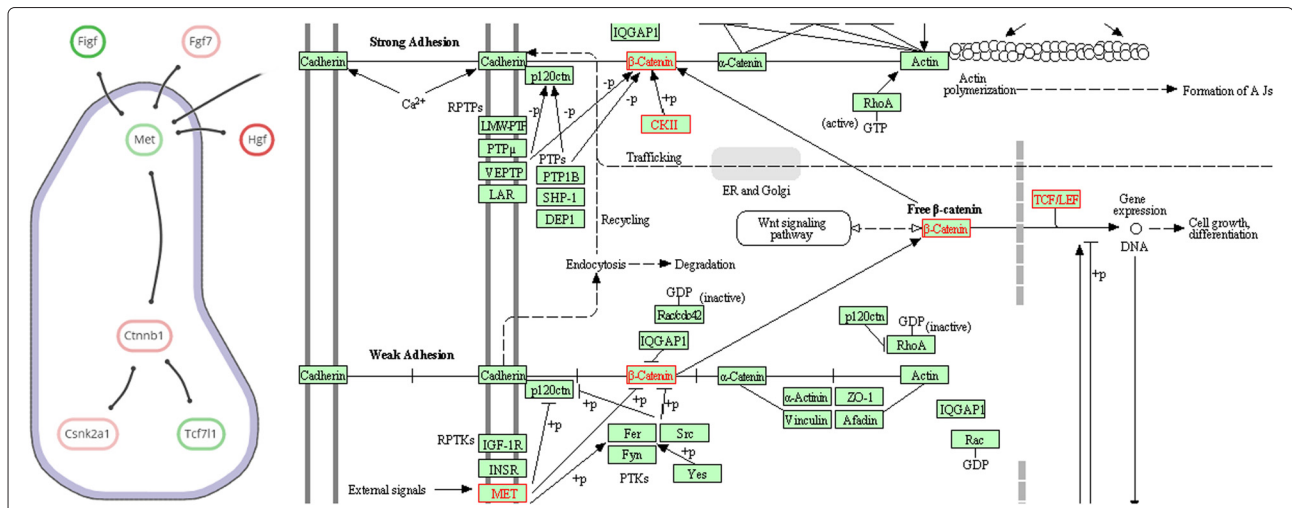 Figf
Fgf7
Met
Hgf
Ctnnb1
Csnk2a1
Tcf7l1
Strong Adhesion
IQGAP1
Cadherin
Cadherin
β-Catenin
α-Catenin
Actin
p120ctn
Ca2+
RPTPs
-p
-p
-p
+p
Actin
polymerization
Formation of A Js
RhoA
(active)
GTP
LMW-PTP
CKII
PTPμ
PTPs
VEPTP
PTP1B
LAR
SHP-1
DEP1
Trafficking
ER and Golgi
Recycling
Free β-catenin
Wnt signaling
pathway
β-Catenin
TCF/LEF
Gene
expression
DNA
Cell growth,
differentiation
+p
Endocytosis
Degradation
GDP
(inactive)
Rac/cdc42
p120ctn
GDP
(inactive)
IQGAP1
RhoA
Weak Adhesion
Cadherin
Cadherin
β-Catenin
α-Catenin
Actin
p120ctn
+p
+p
+p
α-Actinin
ZO-1
Vinculin
Afadin
IQGAP1
RPTKs
IGF-1R
+p
Fer
Src
Rac
INSR
Fyn
+p
GDP
External signals
MET
+p
PTKs
Yes